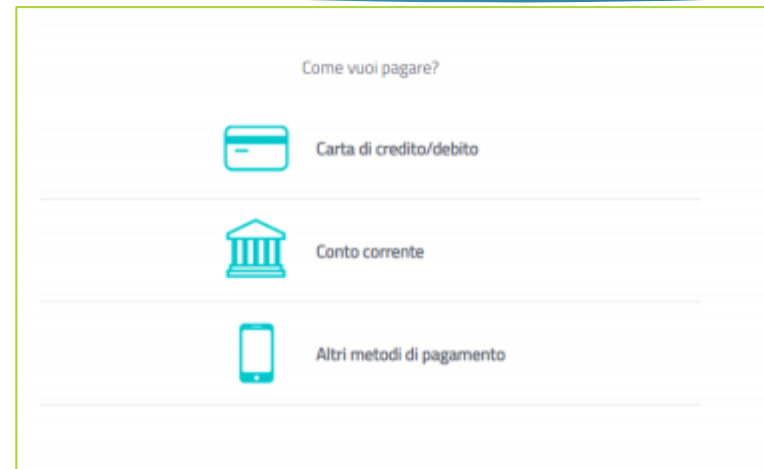 Come vuoi pagare?
Carta di credito/debito
Conto corrente
Altri metodi di pagamento